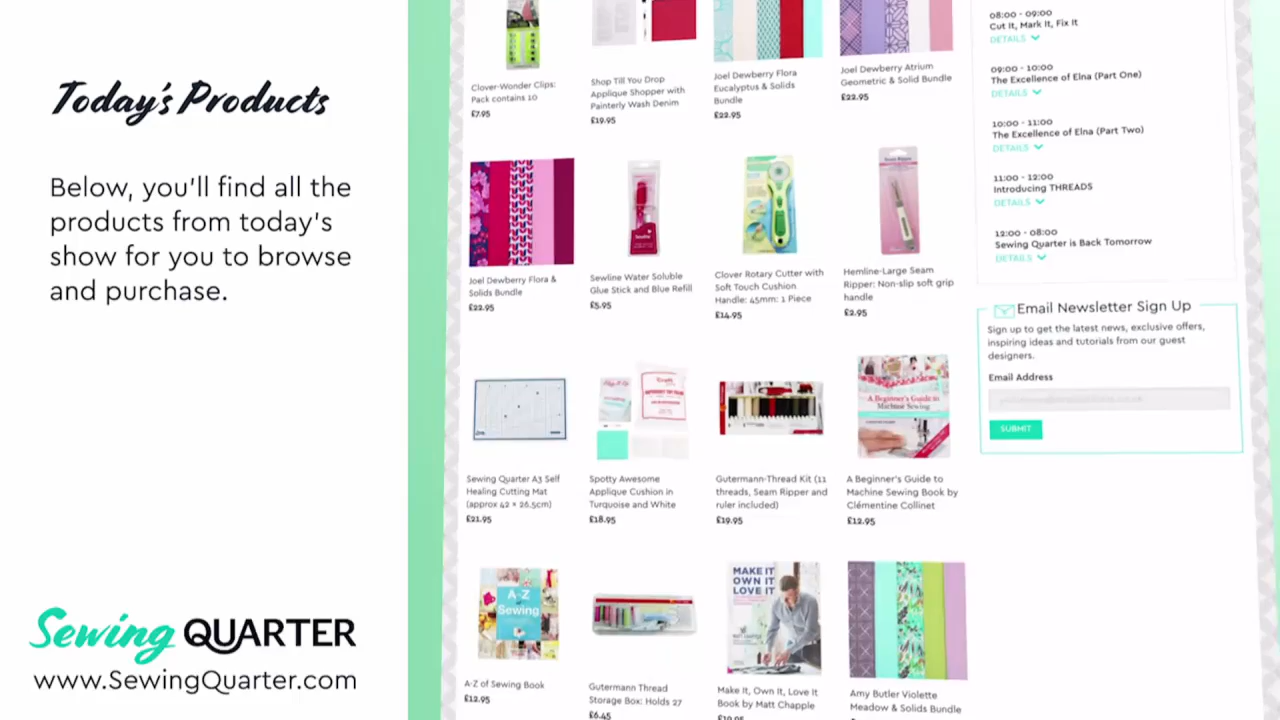 Today's Products
Below, you'll find all the
products from today's
show for you to browse
and purchase.
Sewing QUARTER
www.SewingQuarter.com
Clover-Wonder Clips:
Pack contains 10
£7.95
Shop Till You Drop
Applique Shopper with
Painterly Wash Denim
£19.95
Joel Dewberry Flora
Eucalyptus & Solids
Bundle
£22.95
Joel Dewberry Atrium
Geometric & Solid Bundle
£22.95
Joel Dewberry Flora &
Solids Bundle
£22.95
Sewline Water Soluble
Glue Stick and Blue Refill
£5.95
Clover Rotary Cutter with
Soft Touch Cushion
Handle: 45mm: 1 Piece
£14.95
Hemline-Large Seam
Ripper: Non-slip soft grip
handle
£2.95
A Beginner's Guide to
Machine Sewing
Sewing Quarter A3 Self
Healing Cutting Mat
(approx 42 × 26.5cm)
£21.95
Spotty Awesome
Applique Cushion in
Turquoise and White
£18.95
Gutermann-Thread Kit (11
threads, Seam Ripper and
ruler included)
£19.95
A Beginner's Guide to
Machine Sewing Book by
Clémentine Collinet
£12.95
A-Z
of Sewing
MAKE IT
OWN IT
LOVE IT
A-Z of Sewing Book
£12.95
Gutermann Thread
Storage Box: Holds 27
£6.45
Make It, Own It, Love It
Book by Matt Chapple
£19.95
Amy Butler Violette
Meadow & Solids Bundle
08:00 - 09:00
Cut It, Mark It, Fix It
DETAILS
09:00 - 10:00
The Excellence of Elna (Part One)
DETAILS
10:00 - 11:00
The Excellence of Elna (Part Two)
DETAILS
11:00 - 12:00
Introducing THREADS
DETAILS
12:00 - 08:00
Sewing Quarter is Back Tomorrow
DETAILS
Email Newsletter Sign Up
Sign up to get the latest news, exclusive offers,
inspiring ideas and tutorials from our guest
designers.
Email Address
SUBMIT